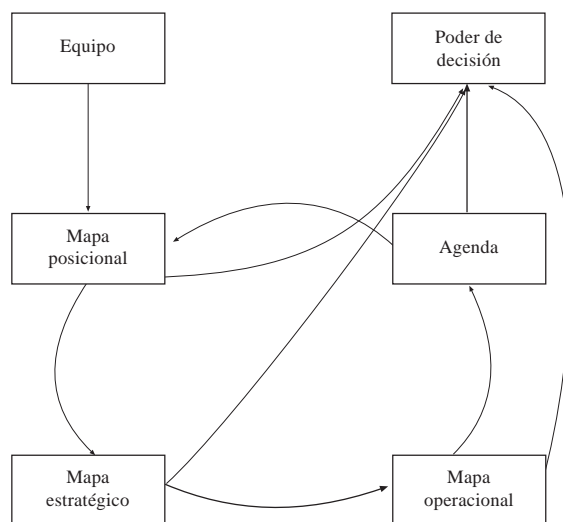 Equipo
Poder de
decisión
Mapa
posicional
Agenda
Mapa
estratégico
Mapa
operacional